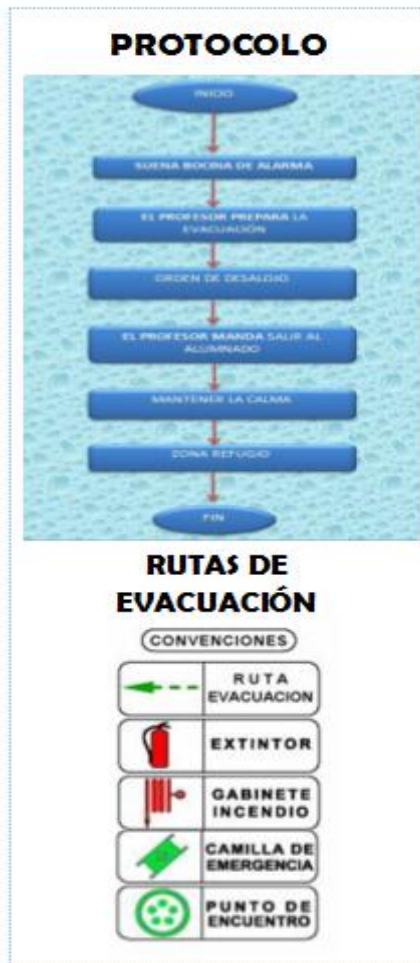 PROTOCOLO
INICIO
SUENA BOCINA DE ALARMA
EL PROFESOR PREPARA LA
EVACUACIÓN
ORDEN DE DESALOJO
EL PROFESOR MANDA SALIR AL
ALUMNADO
MANTENER LA CALMA
ZONA REFUGIO
FIN
RUTAS DE
EVACUACIÓN
CONVENCIONES
RUTA
EVACUACION
EXTINTOR
GABINETE
INCENDIO
CAMILLA DE
EMERGENCIA
PUNTO DE
ENCUENTRO